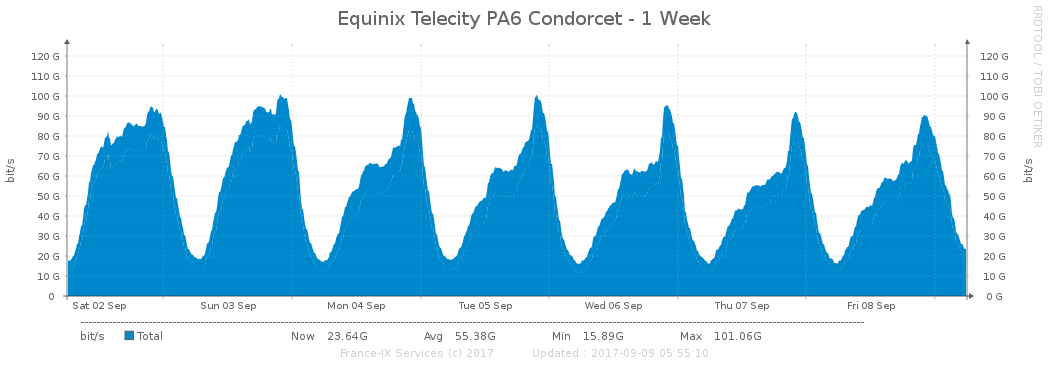 Equinix Telecity PA6 Condorcet - 1 Week
RRDTOOL / TOBI OETIKER
120 G 120 G
110 G 110 G
100 G 100 G
90 G 90 G
80 G 80 G
70 G 70 G
60 G 60 G
50 G 50 G
40 G 40 G
30 G 30 G
20 G 20 G
10 G 10 G
0 0 G
bit/s
bit/s
Sat 02 Sep Sun 03 Sep Mon 04 Sep Tue 05 Sep Wed 06 Sep Thu 07 Sep Fri 08 Sep
bit/s Total Now 23.64G Avg 55.38G Min 15.89G Max 101.06G
France-IX Services (c) 2017 Updated : 2017-09-09 05:55:10